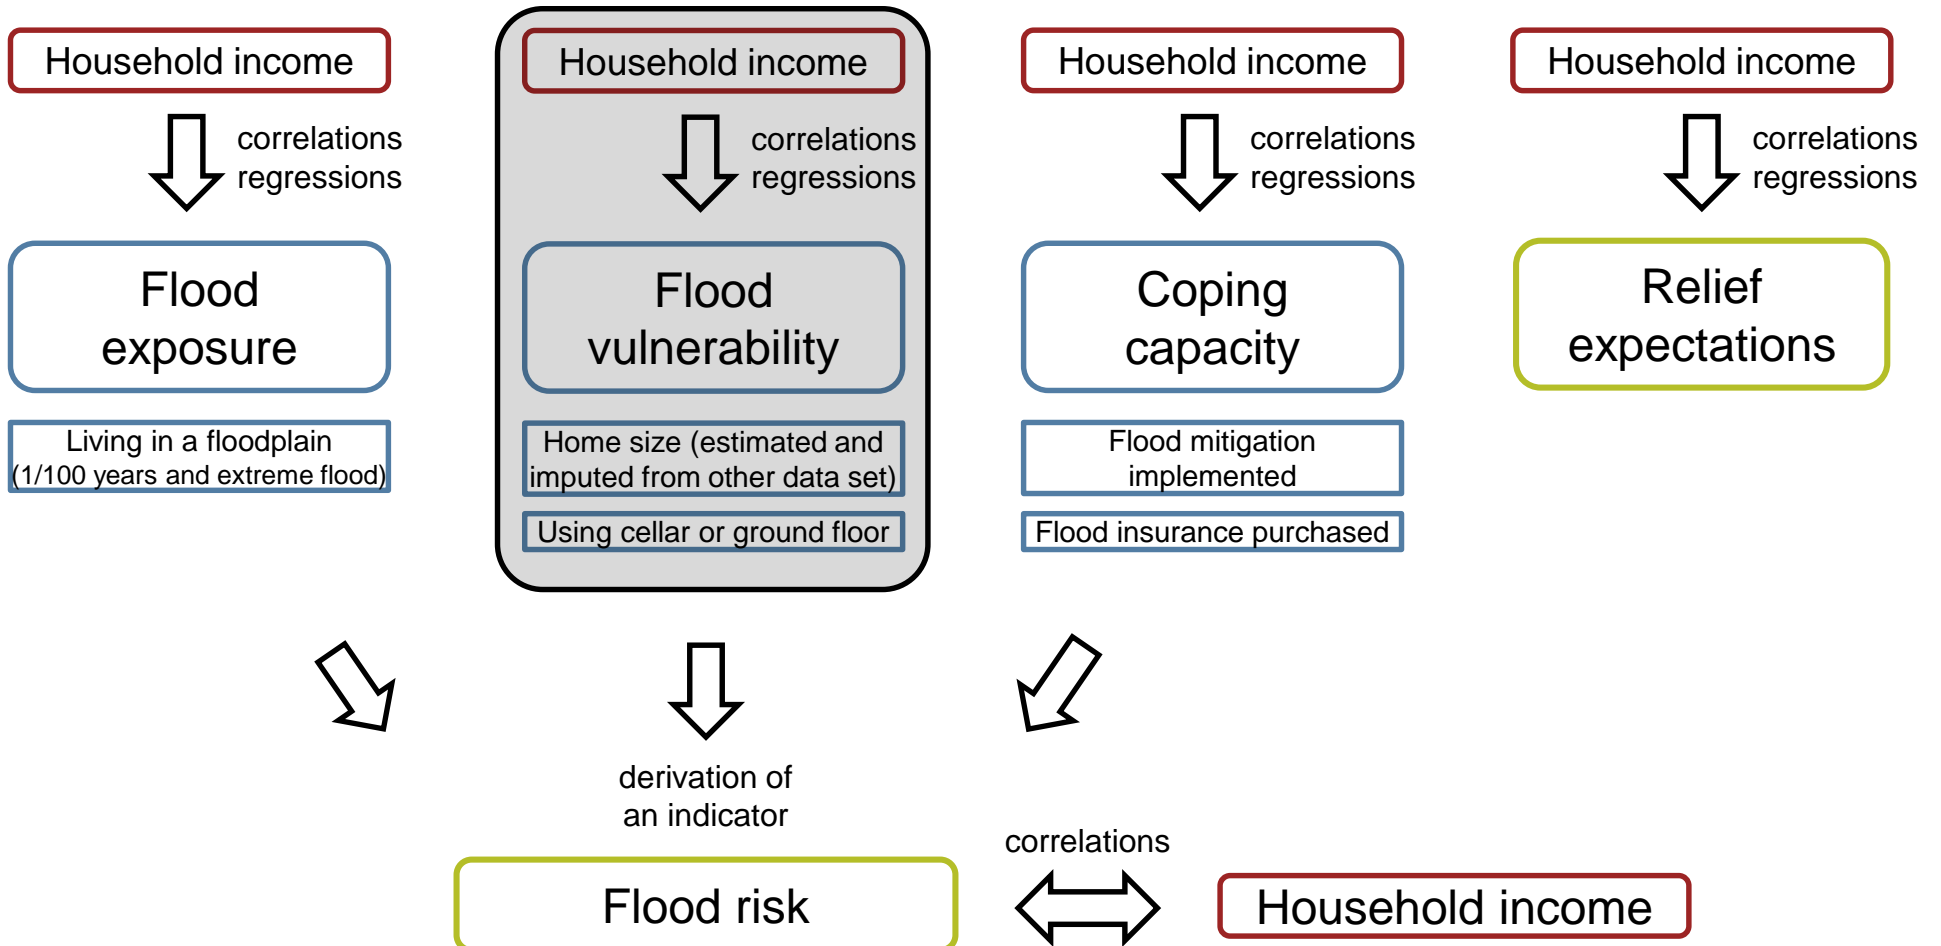 Household income
correlations
regressions
Flood
exposure
Living in a floodplain
(1/100 years and extreme flood)
Household income
correlations
regressions
Flood
vulnerability
Home size (estimated and
imputed from other data set)
Using cellar or ground floor
Household income
correlations
regressions
Coping
capacity
Flood mitigation
implemented
Flood insurance purchased
Household income
correlations
regressions
Relief
expectations
derivation of
an indicator
Flood risk
correlations
Household income